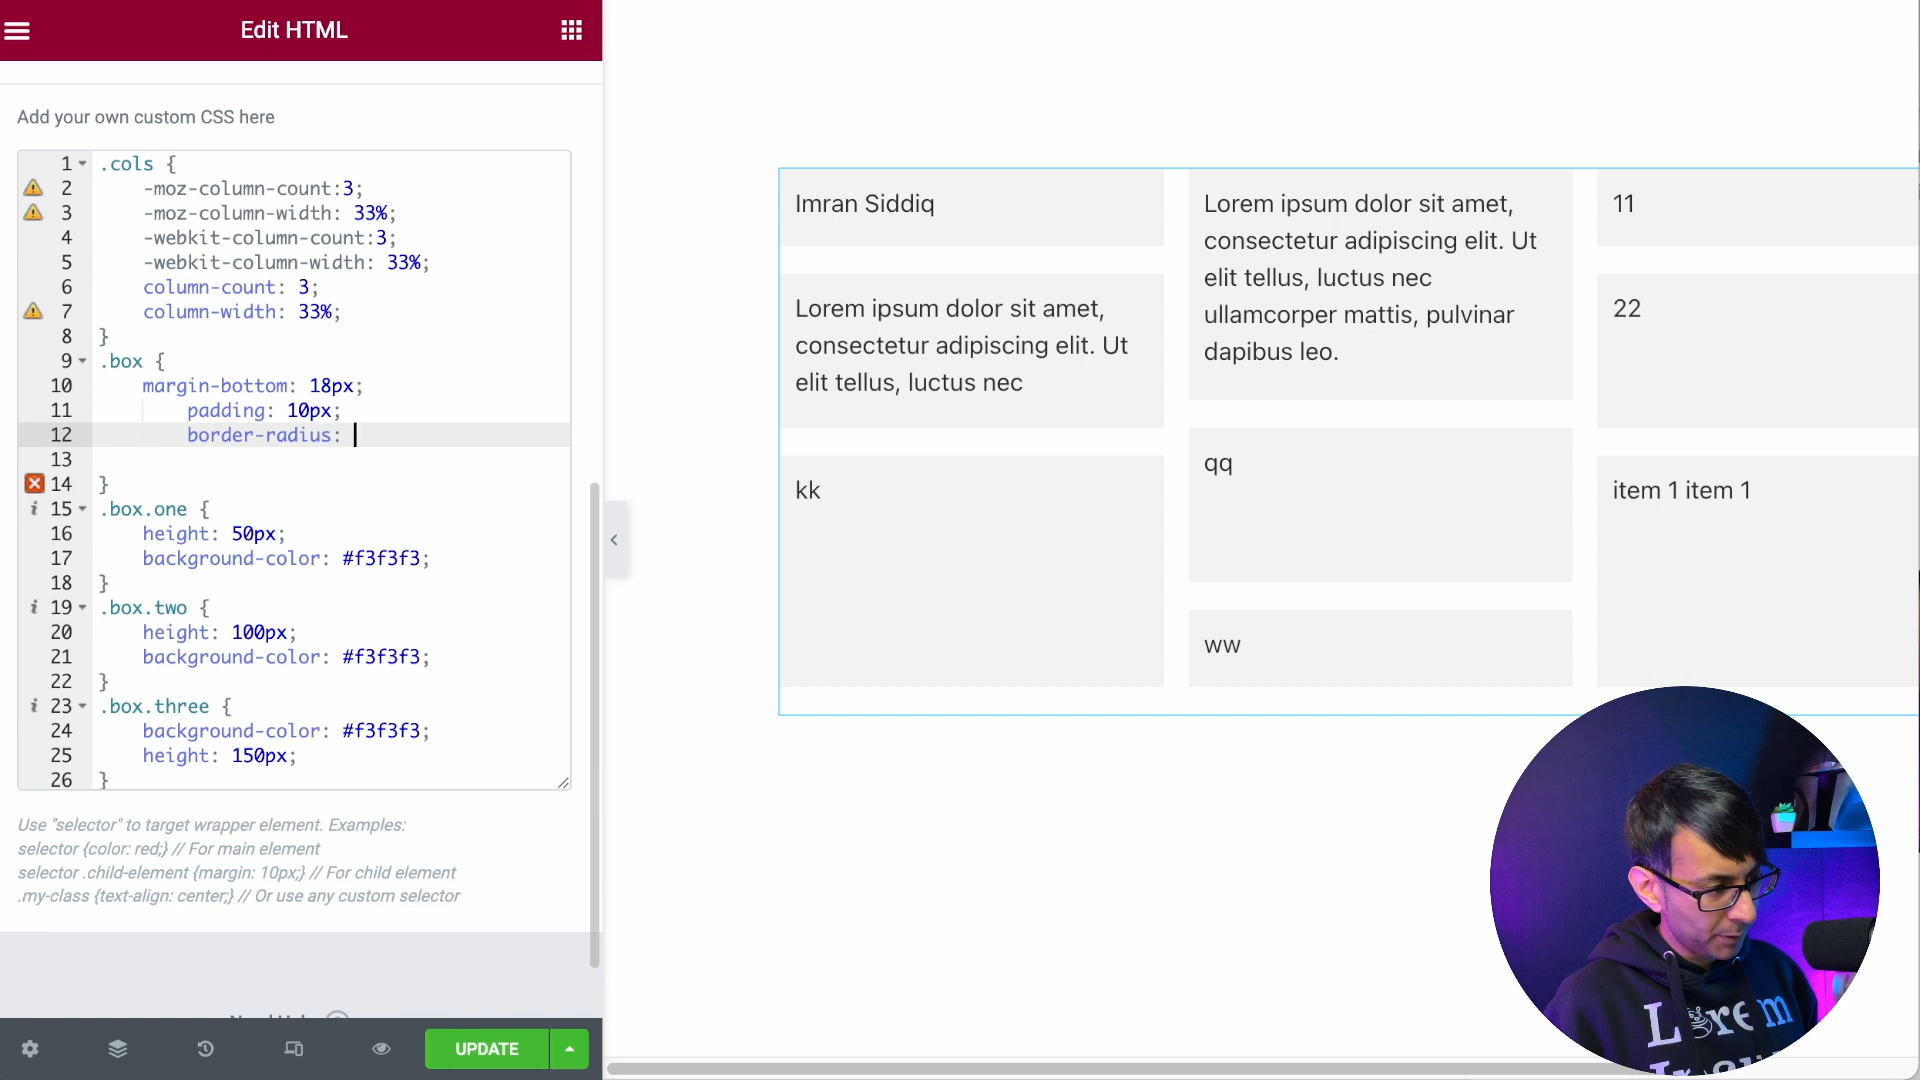 Edit HTML
Add your own custom CSS here
1 .cols {
2 -moz-column-count:3;
3 -moz-column-width: 33%;
4 -webkit-column-count:3;
5 -webkit-column-width: 33%;
6 column-count: 3;
7 column-width: 33%;
8 }
9 .box {
10 margin-bottom: 18px;
11 padding: 10px;
12 border-radius:
13
14 }
15 .box.one {
16 height: 50px;
17 background-color: #f3f3f3;
18 }
19 .box.two {
20 height: 100px;
21 background-color: #f3f3f3;
22 }
23 .box.three {
24 background-color: #f3f3f3;
25 height: 150px;
26 }
Use "selector" to target wrapper element. Examples:
selector {color: red;} // For main element
selector .child-element {margin: 10px;} // For child element
.my-class {text-align: center;} // Or use any custom selector
UPDATE
Imran Siddiq
Lorem ipsum dolor sit amet,
consectetur adipiscing elit. Ut
elit tellus, luctus nec
kk
Lorem ipsum dolor sit amet,
consectetur adipiscing elit. Ut
elit tellus, luctus nec
ullamcorper mattis, pulvinar
dapibus leo.
qq
ww
11
22
item 1 item 1
Lorem